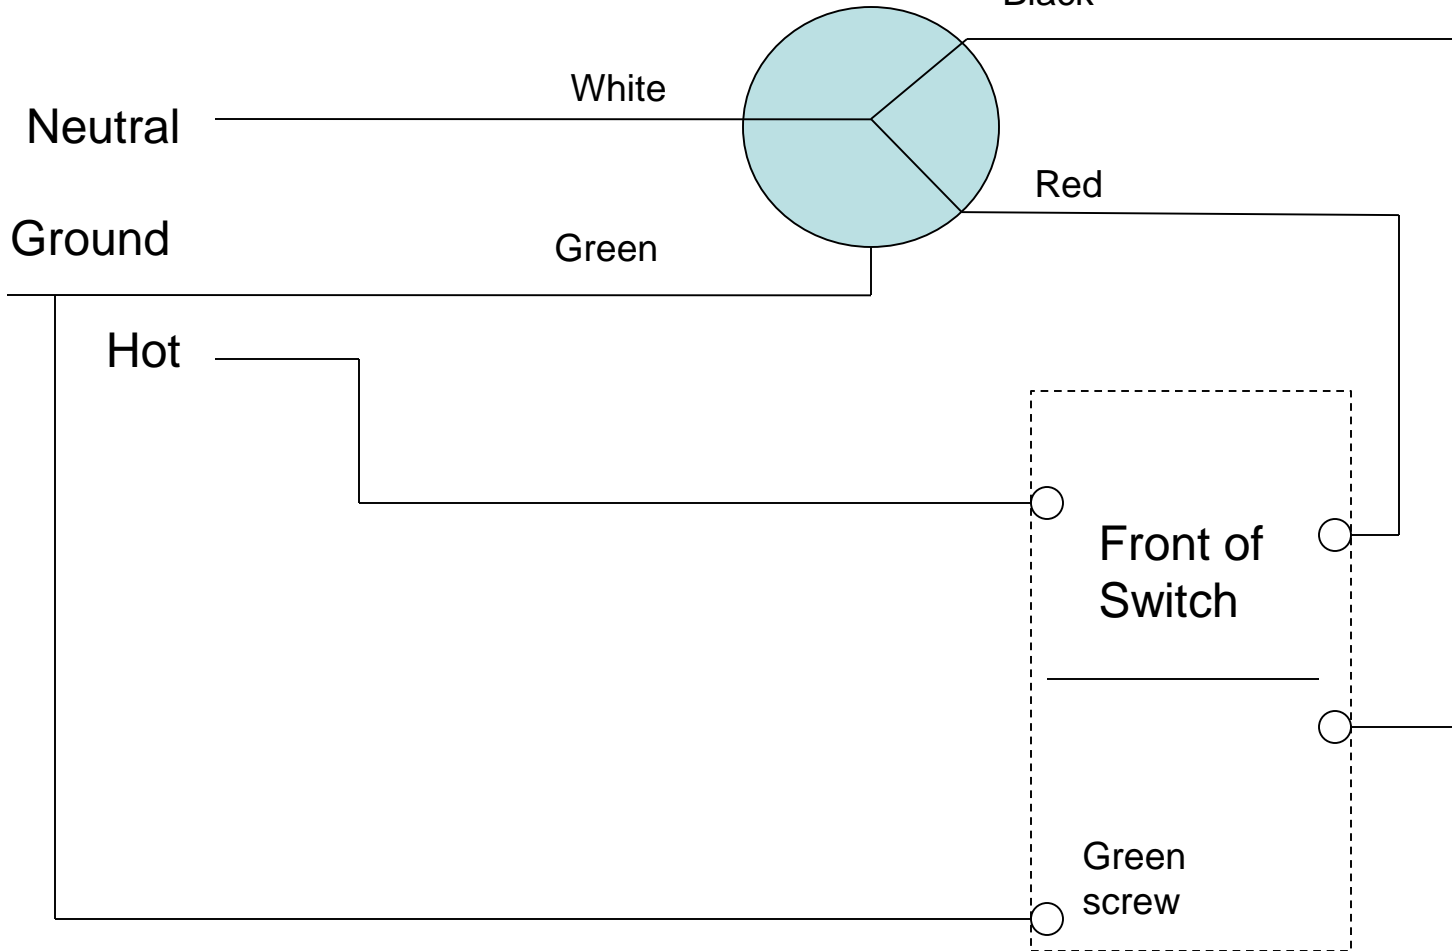 Black
White
Neutral
Red
Ground
Green
Hot
Front of
Switch
Green
screw